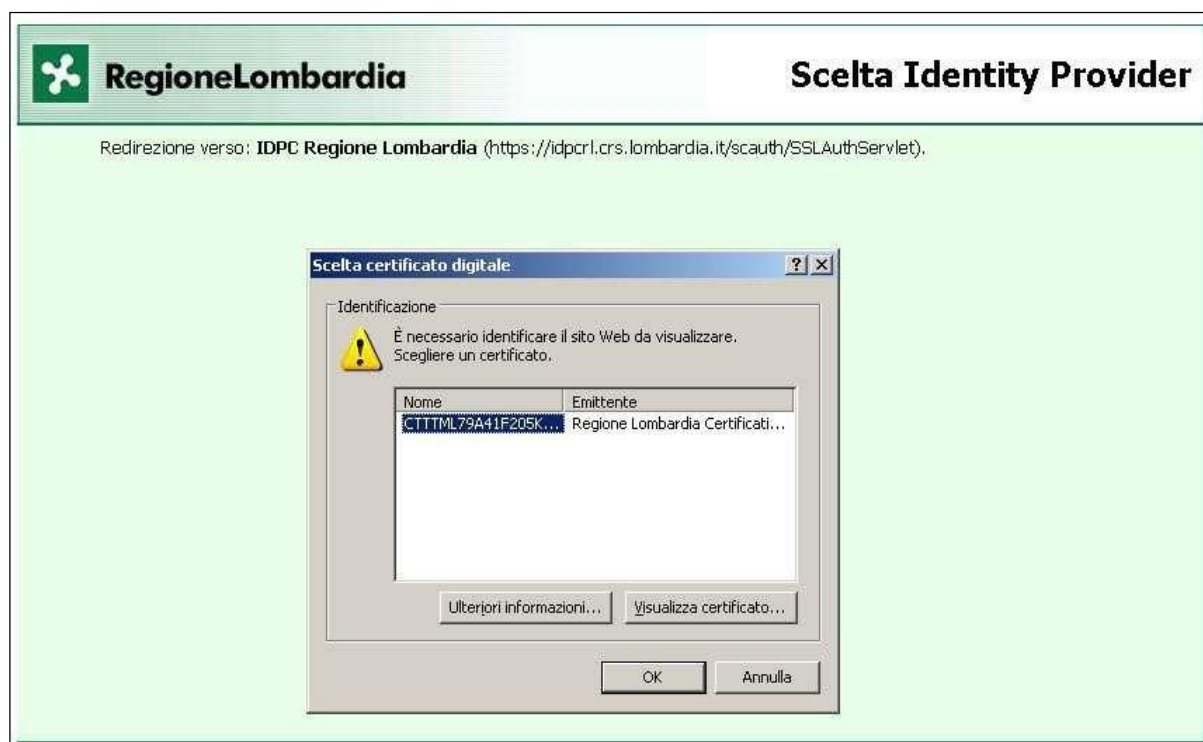 RegioneLombardia
Scelta Identity Provider
Redirezione verso: IDPC Regione Lombardia (https://idpcrl.crs.lombardia.it/scauth/SSLAuthServlet).
Scelta certificato digitale
Identificazione
È necessario identificare il sito Web da visualizzare.
Scegliere un certificato.
Nome Emittente
CTTTML79A41F205K... Regione Lombardia Certificati...
Ulteriori informazioni... Visualizza certificato...
OK Annulla